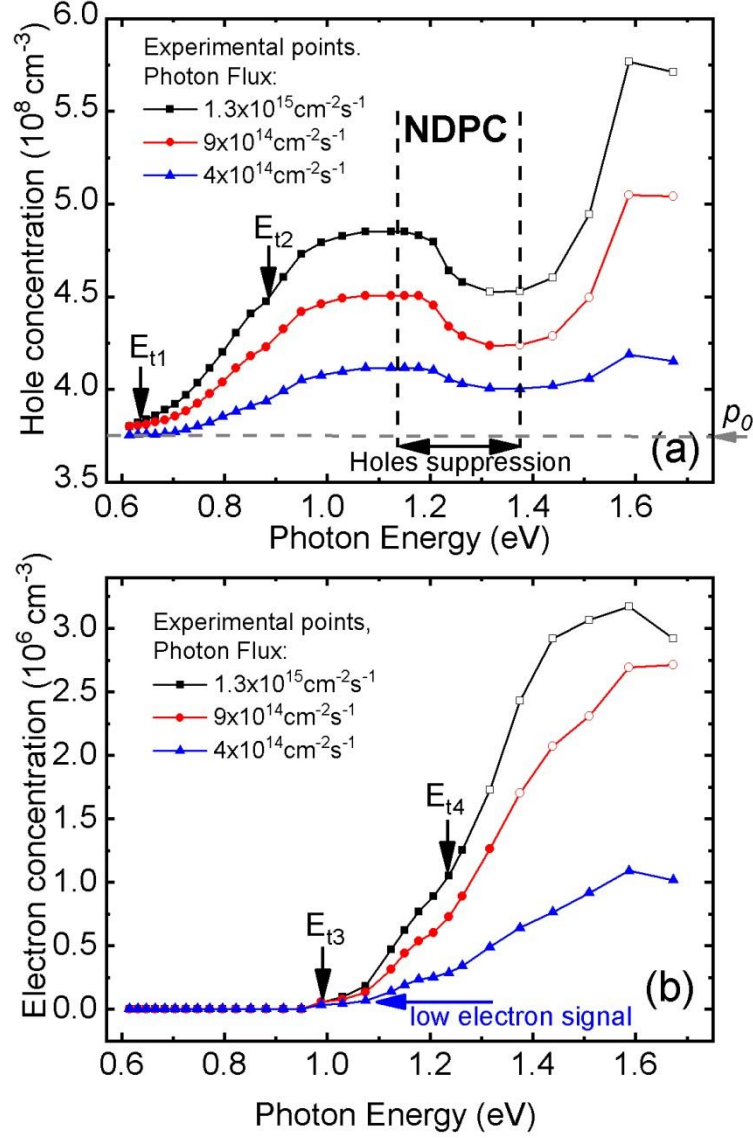 6.0
5.5
5.0
4.5
4.0
3.5
Hole concentration (10⁸ cm⁻³)
Experimental points.
Photon Flux:
1.3x10¹⁵cm⁻²s⁻¹
9x10¹⁴cm⁻²s⁻¹
4x10¹⁴cm⁻²s⁻¹
NDPC
Et1
Et2
p0
Holes suppression
(a)
0.6 0.8 1.0 1.2 1.4 1.6
Photon Energy (eV)
3.0
2.5
2.0
1.5
1.0
0.5
0.0
Electron concentration (10⁶ cm⁻³)
Experimental points,
Photon Flux:
1.3x10¹⁵cm⁻²s⁻¹
9x10¹⁴cm⁻²s⁻¹
4x10¹⁴cm⁻²s⁻¹
Et4
Et3
low electron signal
(b)
0.6 0.8 1.0 1.2 1.4 1.6
Photon Energy (eV)